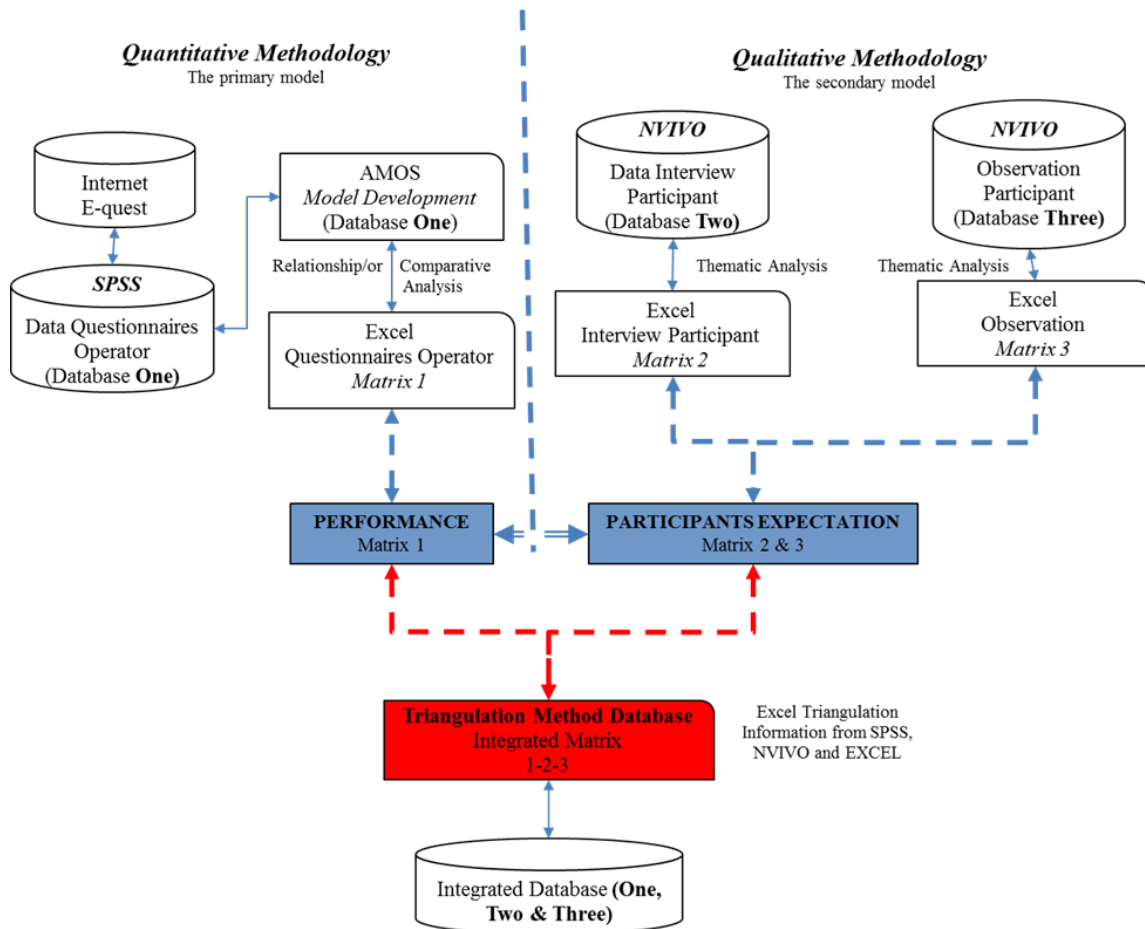 Quantitative Methodology
The primary model
Internet
E-quest
SPSS
Data Questionnaires
Operator
(Database One)
AMOS
Model Development
(Database One)
Relationship/or
Comparative
Analysis
Excel
Questionnaires Operator
Matrix 1
Qualitative Methodology
The secondary model
NVIVO
Data Interview
Participant
(Database Two)
Thematic Analysis
Excel
Interview Participant
Matrix 2
NVIVO
Observation
Participant
(Database Three)
Thematic Analysis
Excel
Observation
Matrix 3
PERFORMANCE
Matrix 1
PARTICIPANTS EXPECTATION
Matrix 2 & 3
Triangulation Method Database
Integrated Matrix
1-2-3
Excel Triangulation
Information from SPSS,
NVIVO and EXCEL
Integrated Database (One,
Two & Three)